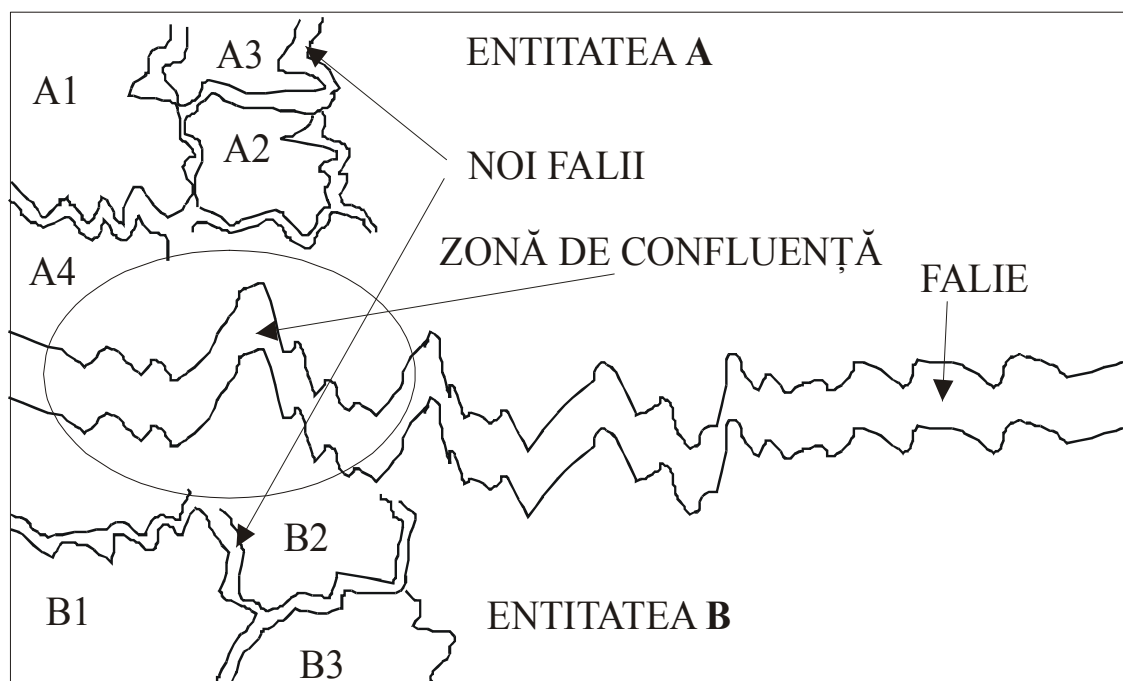 A3
ENTITATEA A
A1
A2
NOI FALII
ZONĂ DE CONFLUENȚĂ
A4
FALIE
B2
B1
ENTITATEA B
B3